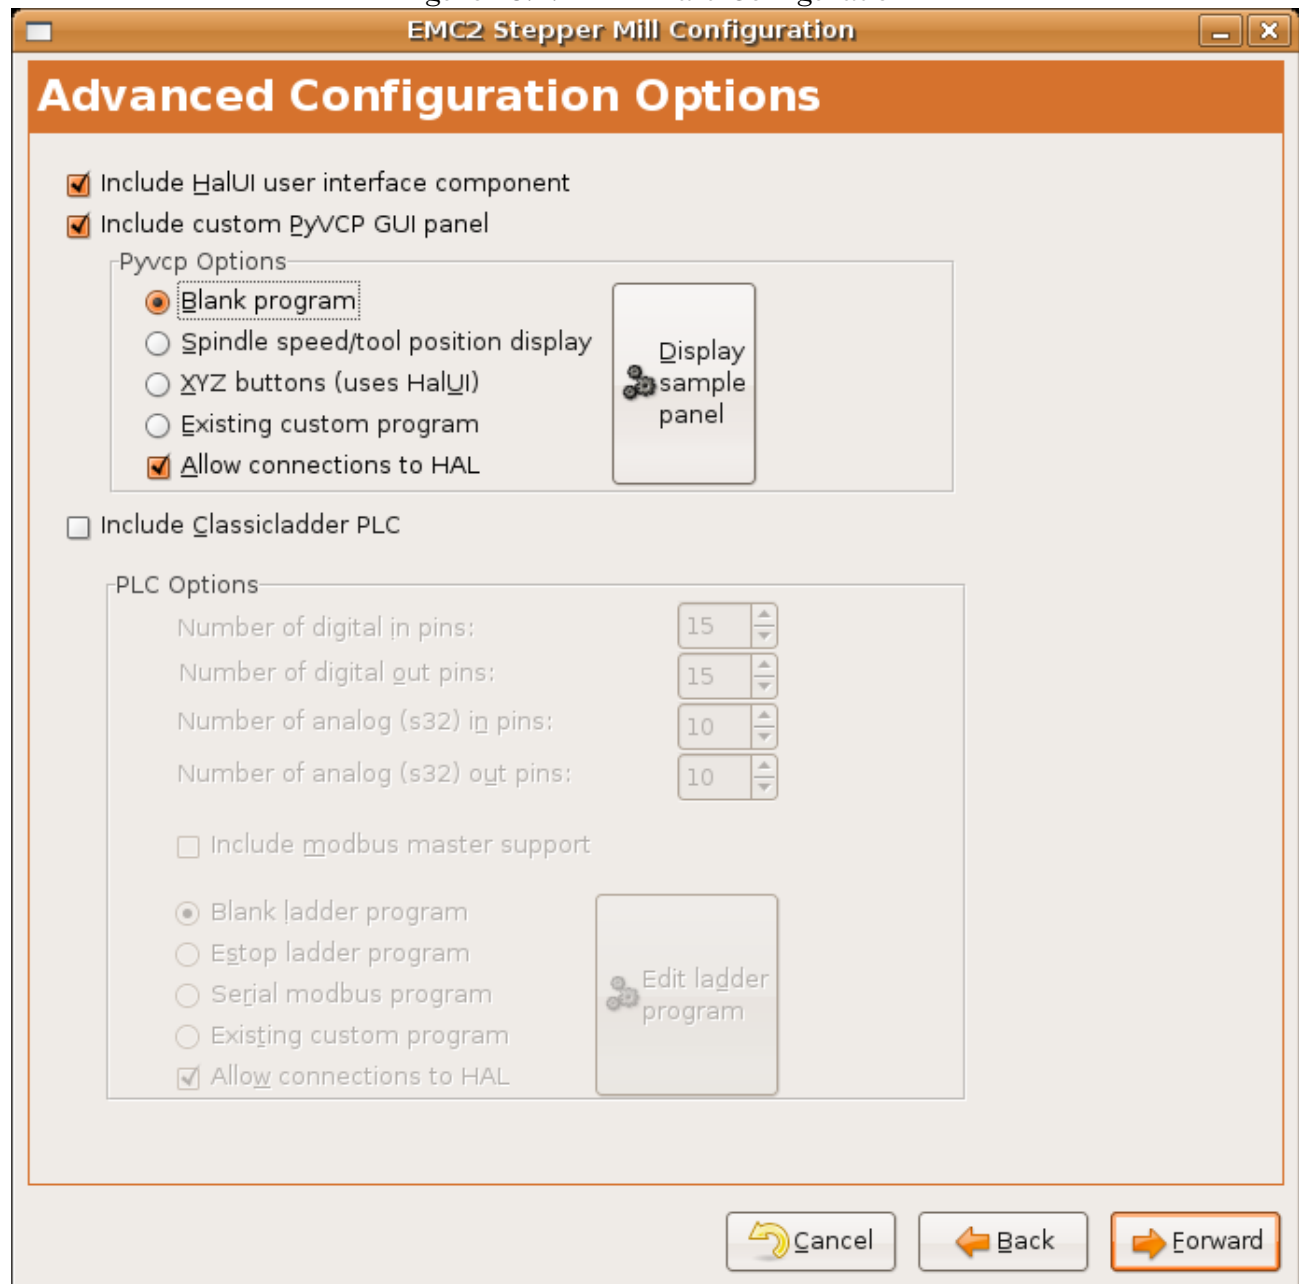 EMC2 Stepper Mill Configuration
Advanced Configuration Options
Include HalUI user interface component
Include custom PyVCP GUI panel
Pyvcp Options
Blank program
Spindle speed/tool position display
XYZ buttons (uses HalUI)
Existing custom program
Allow connections to HAL
Display
sample
panel
Include Classicladder PLC
PLC Options
Number of digital in pins: 15
Number of digital out pins: 15
Number of analog (s32) in pins: 10
Number of analog (s32) out pins: 10
Include modbus master support
Blank ladder program
Estop ladder program
Serial modbus program
Existing custom program
Allow connections to HAL
Edit ladder
program
Cancel
Back
Forward